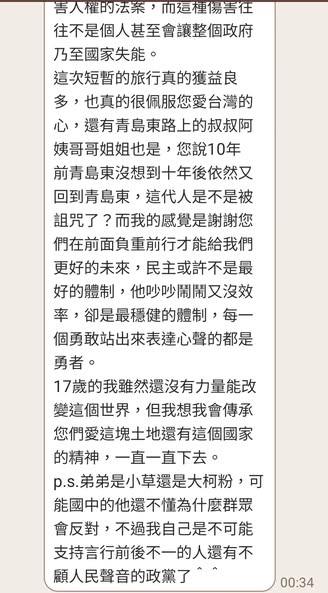 害人權的法案，而這種傷害往
往不是個人甚至會讓整個政府
乃至國家失能。
這次短暫的旅行真的獲益良
多，也真的很佩服您愛台灣的
心，還有青島東路上的叔叔阿
姨哥哥姐姐也是，您說10年
前青島東沒想到十年後依然又
回到青島東，這代人是不是被
詛咒了？而我的感覺是謝謝您
們在前面負重前行才能給我們
更好的未來，民主或許不是最
好的體制，他吵吵鬧鬧又沒效
率，卻是最穩健的體制，每一
個勇敢站出來表達心聲的都是
勇者。
17歲的我雖然還沒有力量能改
變這個世界，但我想我會傳承
您們愛這塊土地還有這個國家
的精神，一直一直下去。
p.s.弟弟是小草還是大柯粉，可
能國中的他還不懂為什麼群眾
會反對，不過我自己是不可能
支持言行前後不一的人還有不
顧人民聲音的政黨了＾＾
00:34